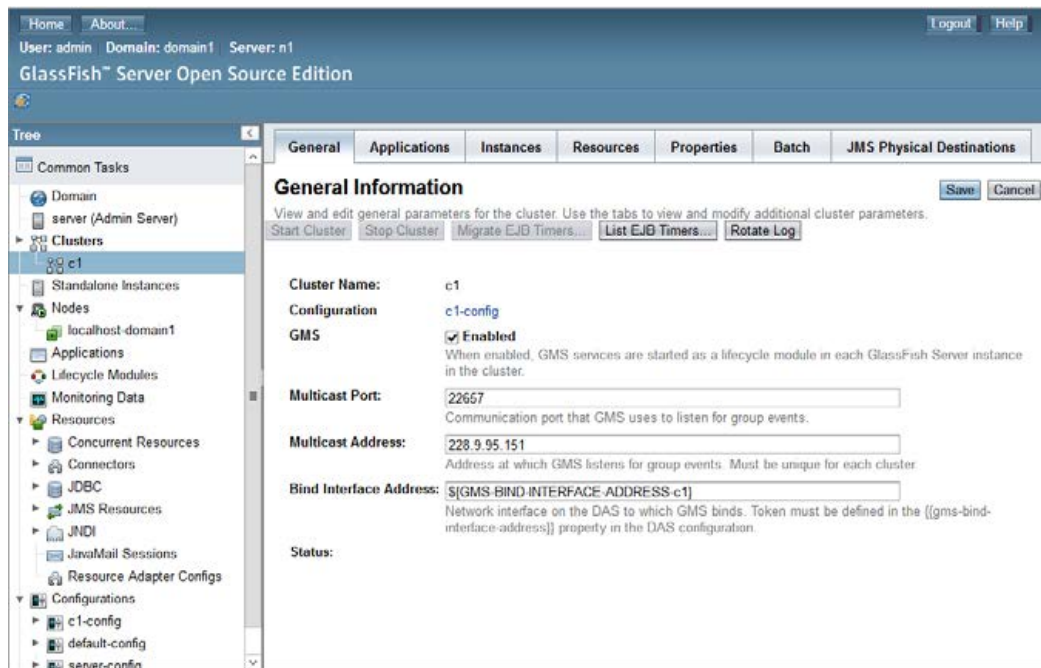 Home About...
Logout Help
User: admin Domain: domain1 Server: n1
GlassFish™ Server Open Source Edition
Tree
Common Tasks
Domain
server (Admin Server)
Clusters
c1
Standalone Instances
Nodes
localhost-domain1
Applications
Lifecycle Modules
Monitoring Data
Resources
Concurrent Resources
Connectors
JDBC
JMS Resources
JNDI
JavaMail Sessions
Resource Adapter Configs
Configurations
c1-config
default-config
server-config
General Applications Instances Resources Properties Batch JMS Physical Destinations
General Information
Save Cancel
View and edit general parameters for the cluster. Use the tabs to view and modify additional cluster parameters.
Start Cluster Stop Cluster Migrate EJB Timers... List EJB Timers... Rotate Log
Cluster Name: c1
Configuration c1-config
GMS Enabled
When enabled, GMS services are started as a lifecycle module in each GlassFish Server instance
in the cluster.
Multicast Port: 22657
Communication port that GMS uses to listen for group events.
Multicast Address: 228.9.95.151
Address at which GMS listens for group events. Must be unique for each cluster
Bind Interface Address: ${GMS-BIND-INTERFACE-ADDRESS-c1}
Network interface on the DAS to which GMS binds. Token must be defined in the {{gms-bind-
interface-address}} property in the DAS configuration.
Status: